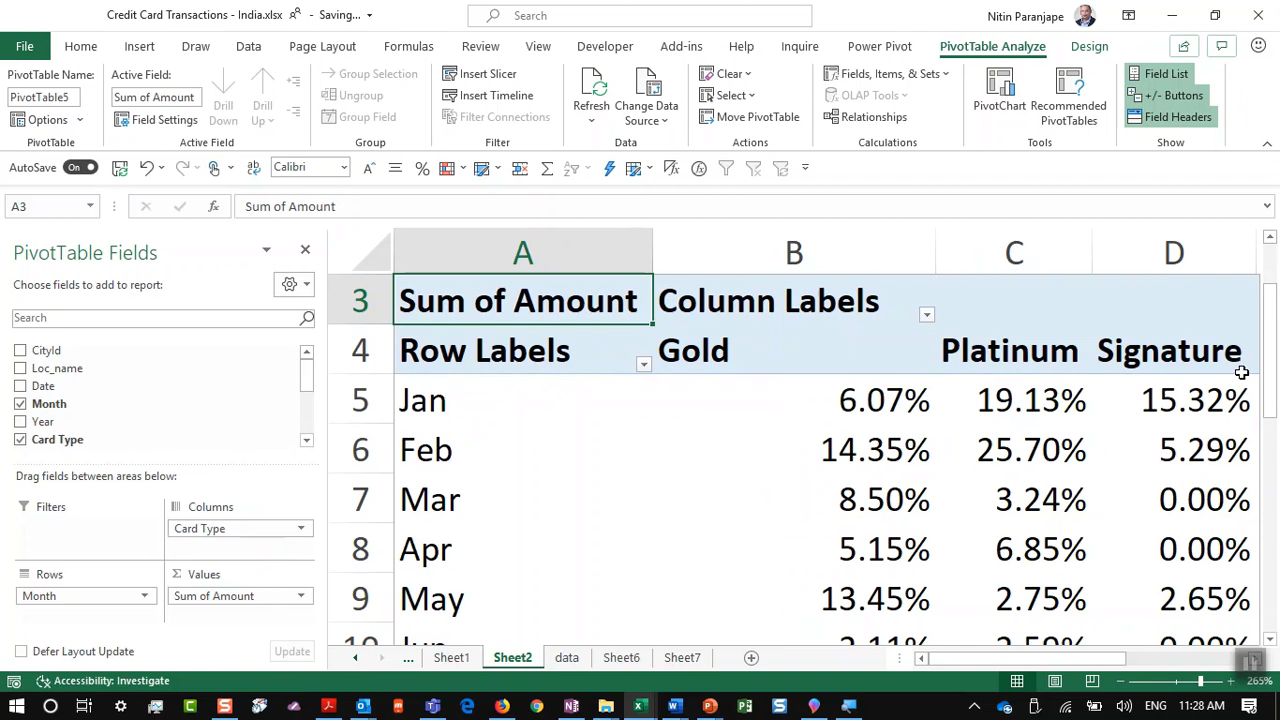 Credit Card Transactions - India.xlsx Saving...
Search
Nitin Paranjape
File Home Insert Draw Data Page Layout Formulas Review View Developer Add-ins Help Inquire Power Pivot PivotTable Analyze Design
PivotTable Name:
PivotTable5
Options
PivotTable
Active Field:
Sum of Amount
Field Settings
Drill Down
Drill Up
Active Field
Group Selection
Ungroup
Group Field
Group
Insert Slicer
Insert Timeline
Filter Connections
Filter
Refresh
Change Data Source
Data
Clear
Select
Move PivotTable
Actions
Fields, Items, & Sets
OLAP Tools
Relationships
Calculations
PivotChart
Recommended PivotTables
Tools
Field List
+/- Buttons
Field Headers
Show
AutoSave On
Calibri
A3
fx
Sum of Amount
PivotTable Fields
Choose fields to add to report:
Search
CityId
Loc_name
Date
Month
Year
Card Type
Drag fields between areas below:
Filters
Columns
Card Type
Rows
Month
Σ Values
Sum of Amount
Defer Layout Update
Update
A B C D
3 Sum of Amount Column Labels
4 Row Labels Gold Platinum Signature
5 Jan 6.07% 19.13% 15.32%
6 Feb 14.35% 25.70% 5.29%
7 Mar 8.50% 3.24% 0.00%
8 Apr 5.15% 6.85% 0.00%
9 May 13.45% 2.75% 2.65%
... Sheet1 Sheet2 data Sheet6 Sheet7
Accessibility: Investigate
265%
ENG 11:28 AM